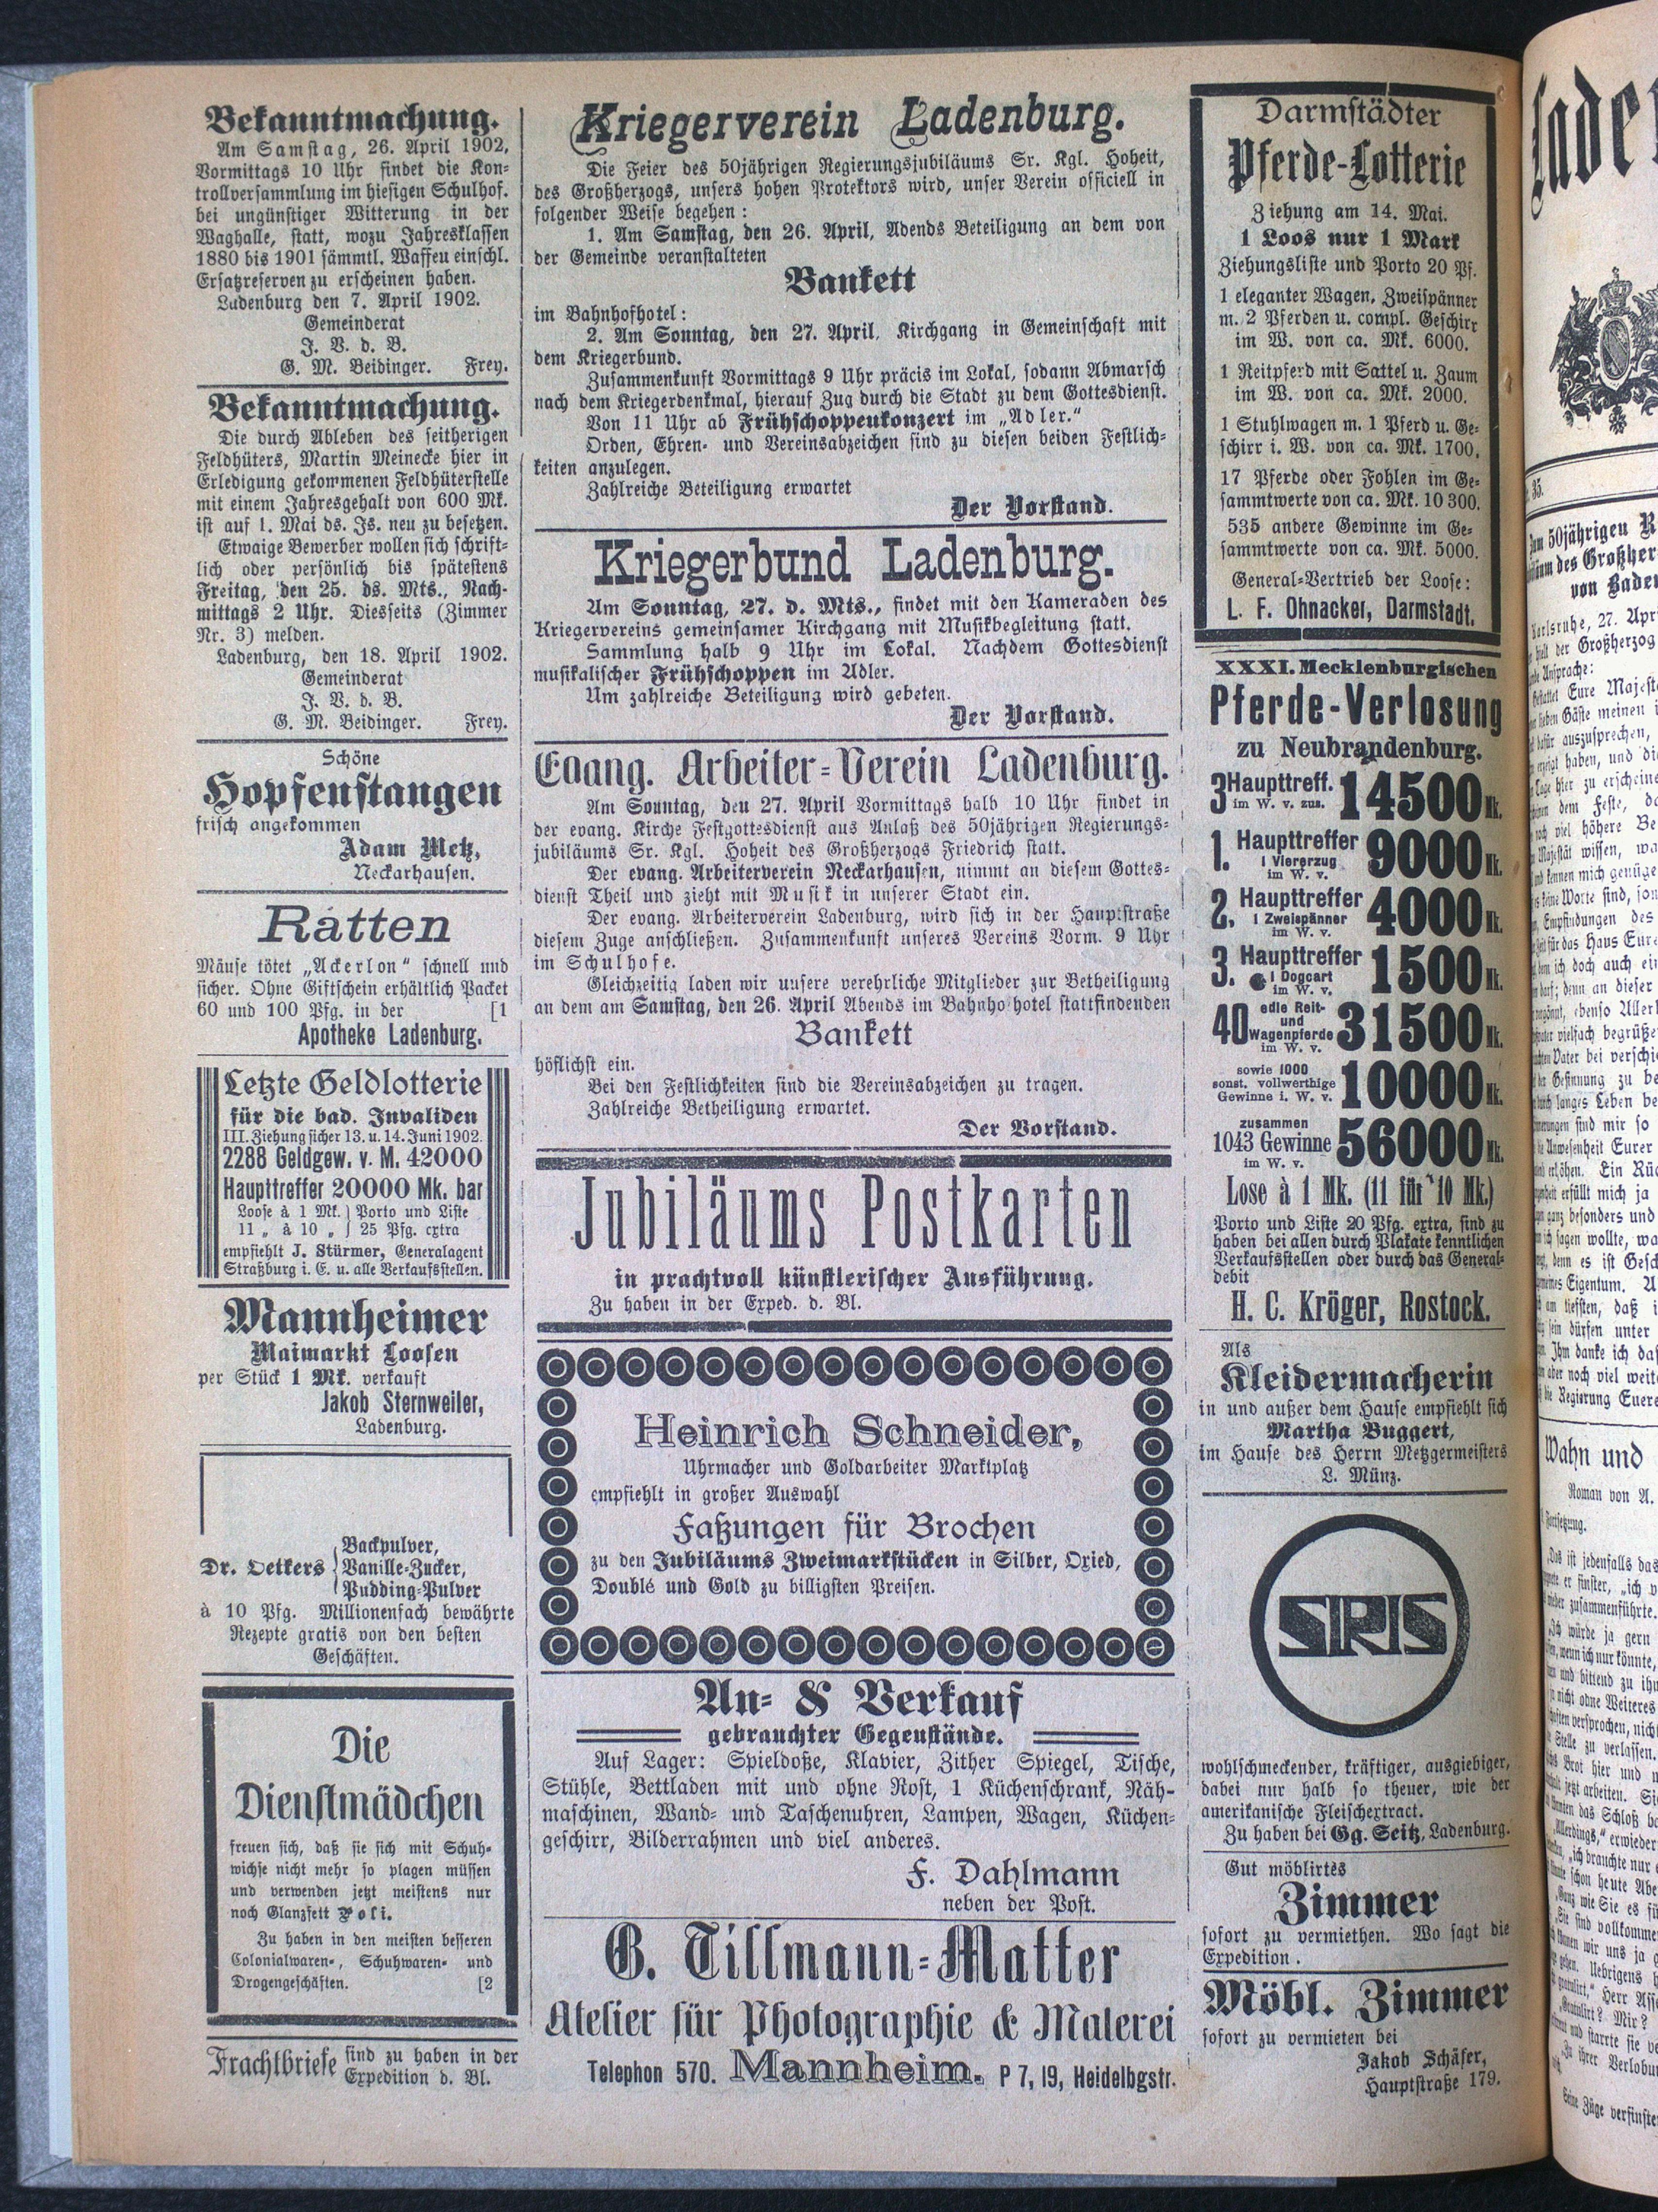 Bekanntmachung.
Am Samstag, 26. April 1902,
Vormittags 10 Uhr findet die Kon-
trollversammlung im hiesigen Schulhof.
bei ungünstiger Witterung in der
Waghalle, statt, wozu Jahresklassen
1880 bis 1901 sämmtl. Waffen einschl.
Ersatzreserven zu erscheinen haben.
Ladenburg den 7. April 1902.
Gemeinderat
J. V. d. B.
G. M. Beidinger. Frey.
Bekanntmachung.
Die durch Ableben des seitherigen
Feldhüters, Martin Meinecke hier in
Erledigung gekommenen Feldhüterstelle
mit einem Jahresgehalt von 600 Mk.
ist auf 1. Mai ds. Js. neu zu besetzen.
Etwaige Bewerber wollen sich schrift-
lich oder persönlich bis spätestens
Freitag, den 25. ds. Mts., Nach-
mittags 2 Uhr. Diesseits (Zimmer
Nr. 3) melden.
Ladenburg, den 18. April 1902.
Gemeinderat
J. V. d. B.
G. M. Beidinger. Frey.
Schöne
Hopfenstangen
frisch angekommen
Adam Metz,
Neckarhausen.
Ratten
Mäuse tötet „Ackerlon“ schnell und
sicher. Ohne Giftschein erhältlich Packet
60 und 100 Pfg. in der [1
Apotheke Ladenburg.
Letzte Geldlotterie
für die bad. Invaliden
III. Ziehung sicher 13. u. 14. Juni 1902.
2288 Geldgew. v. M. 42000
Haupttreffer 20000 Mk. bar
Loose à 1 Mk. } Porto und Liste
11 „ à 10 „ } 25 Pfg. extra
empfiehlt J. Stürmer, Generalagent
Straßburg i. E. u. alle Verkaufsstellen.
Mannheimer
Maimarkt Loosen
per Stück 1 Mk. verkauft
Jakob Sternweiler,
Ladenburg.
Backpulver,
Dr. Oetkers { Vanille-Zucker,
Pudding-Pulver
à 10 Pfg. Millionenfach bewährte
Rezepte gratis von den besten
Geschäften.
Die
Dienstmädchen
freuen sich, daß sie sich mit Schuh-
wichse nicht mehr so plagen müssen
und verwenden jetzt meistens nur
noch Glanzfett Poli.
Zu haben in den meisten besseren
Colonialwaren-, Schuhwaren- und
Drogengeschäften. [2
Frachtbriefe sind zu haben in der
Expedition d. Bl.
Kriegerverein Ladenburg.
Die Feier des 50jährigen Regierungsjubiläums Sr. Kgl. Hoheit,
des Großherzogs, unsers hohen Protektors wird, unser Verein officiell in
folgender Weise begehen:
1. Am Samstag, den 26. April, Abends Beteiligung an dem von
der Gemeinde veranstalteten
Bankett
im Bahnhofhotel:
2. Am Sonntag, den 27. April, Kirchgang in Gemeinschaft mit
dem Kriegerbund.
Zusammenkunft Vormittags 9 Uhr präcis im Lokal, sodann Abmarsch
nach dem Kriegerdenkmal, hierauf Zug durch die Stadt zu dem Gottesdienst.
Von 11 Uhr ab Frühschoppenkonzert im „Adler.“
Orden, Ehren- und Vereinsabzeichen sind zu diesen beiden Festlich-
keiten anzulegen.
Zahlreiche Beteiligung erwartet
Der Vorstand.
Kriegerbund Ladenburg.
Am Sonntag, 27. d. Mts., findet mit den Kameraden des
Kriegervereins gemeinsamer Kirchgang mit Musikbegleitung statt.
Sammlung halb 9 Uhr im Lokal. Nachdem Gottesdienst
musikalischer Frühschoppen im Adler.
Um zahlreiche Beteiligung wird gebeten.
Der Vorstand.
Evang. Arbeiter-Verein Ladenburg.
Am Sonntag, den 27. April Vormittags halb 10 Uhr findet in
der evang. Kirche Festgottesdienst aus Anlaß des 50jährigen Regierungs-
jubiläums Sr. Kgl. Hoheit des Großherzogs Friedrich statt.
Der evang. Arbeiterverein Neckarhausen, nimmt an diesem Gottes-
dienst Theil und zieht mit Musik in unserer Stadt ein.
Der evang. Arbeiterverein Ladenburg, wird sich in der Hauptstraße
diesem Zuge anschließen. Zusammenkunft unseres Vereins Vorm. 9 Uhr
im Schulhofe.
Gleichzeitig laden wir unsere verehrliche Mitglieder zur Betheiligung
an dem am Samstag, den 26. April Abends im Bahnhofhotel stattfindenden
Bankett
höflichst ein.
Bei den Festlichkeiten sind die Vereinsabzeichen zu tragen.
Zahlreiche Betheiligung erwartet.
Der Vorstand.
Jubiläums Postkarten
in prachtvoll künstlerischer Ausführung.
Zu haben in der Exped. d. Bl.
Heinrich Schneider,
Uhrmacher und Goldarbeiter Marktplatz
empfiehlt in großer Auswahl
Faßungen für Brochen
zu den Jubiläums Zweimarkstücken in Silber, Oxied,
Doublé und Gold zu billigsten Preisen.
An- & Verkauf
gebrauchter Gegenstände.
Auf Lager: Spieldoße, Klavier, Zither Spiegel, Tische,
Stühle, Bettladen mit und ohne Rost, 1 Küchenschrank, Näh-
maschinen, Wand- und Taschenuhren, Lampen, Wagen, Küchen-
geschirr, Bilderrahmen und viel anderes.
F. Dahlmann
neben der Post.
G. Tillmann-Matter
Atelier für Photographie & Malerei
Telephon 570. Mannheim. P 7, 19, Heidelbgstr.
Darmstädter
Pferde-Lotterie
Ziehung am 14. Mai.
1 Loos nur 1 Mark
Ziehungsliste und Porto 20 Pf.
1 eleganter Wagen, Zweispänner
m. 2 Pferden u. compl. Geschirr
im W. von ca. Mk. 6000.
1 Reitpferd mit Sattel u. Zaum
im W. von ca. Mk. 2000.
1 Stuhlwagen m. 1 Pferd u. Ge-
schirr i. W. von ca. Mk. 1700,
17 Pferde oder Fohlen im Ge-
sammtwerte von ca. Mk. 10 300.
535 andere Gewinne im Ge-
sammtwerte von ca. Mk. 5000.
General-Vertrieb der Loose:
L. F. Ohnacker, Darmstadt.
XXXI. Mecklenburgischen
Pferde-Verlosung
zu Neubrandenburg.
3 Haupttreff. im W. v. zus. 14500 Mk.
1. Haupttreffer 1 Viererzug im W. v. 9000 Mk.
2. Haupttreffer 1 Zweispänner im W. v. 4000 Mk.
3. Haupttreffer 1 Dogcart im W. v. 1500 Mk.
40 edle Reit- und Wagenpferde im W. v. 31500 Mk.
sowie 1000 sonst. vollwerthige Gewinne i. W. v. 10000 Mk.
zusammen 1043 Gewinne im W. v. 56000 Mk.
Lose à 1 Mk. (11 für 10 Mk.)
Porto und Liste 20 Pfg. extra, sind zu
haben bei allen durch Plakate kenntlichen
Verkaufsstellen oder durch das General-
debit
H. C. Kröger, Rostock.
Als
Kleidermacherin
in und außer dem Hause empfiehlt sich
Martha Buggert,
im Hause des Herrn Metzgermeisters
L. Münz.
SIRIS
wohlschmeckender, kräftiger, ausgiebiger,
dabei nur halb so theuer, wie der
amerikanische Fleischextract.
Zu haben bei Gg. Seitz, Ladenburg.
Gut möblirtes
Zimmer
sofort zu vermiethen. Wo sagt die
Expedition.
Möbl. Zimmer
sofort zu vermieten bei
Jakob Schäfer,
Hauptstraße 179.